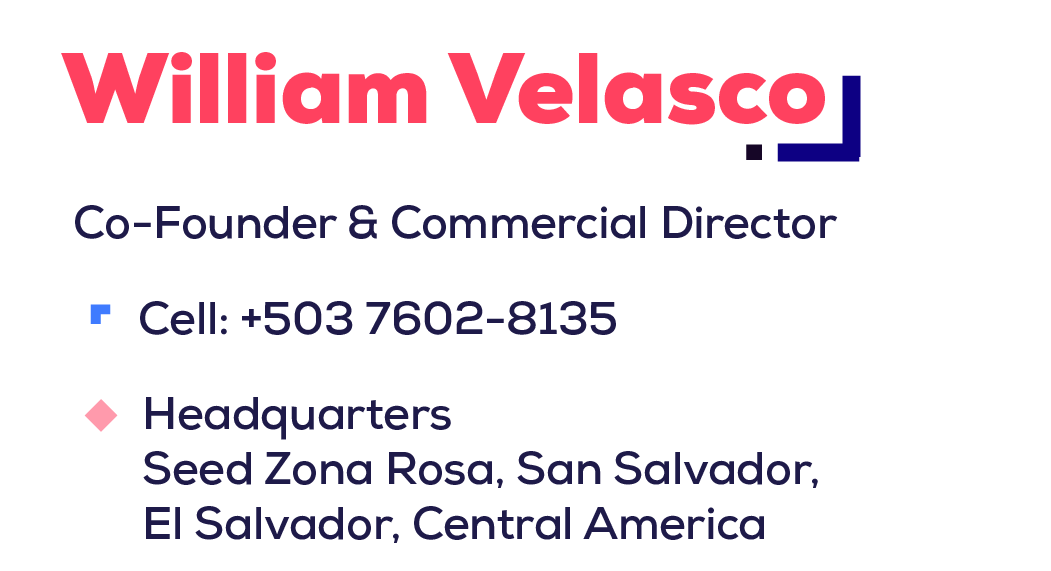 William Velasco
Co-Founder & Commercial Director
Cell: +503 7602-8135
Headquarters
Seed Zona Rosa, San Salvador,
El Salvador, Central America